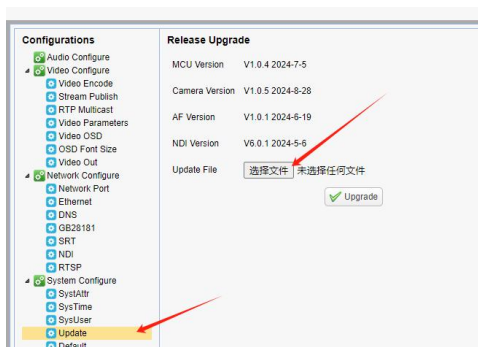 Configurations
Audio Configure
Video Configure
Video Encode
Stream Publish
RTP Multicast
Video Parameters
Video OSD
OSD Font Size
Video Out
Network Configure
Network Port
Ethernet
DNS
GB28181
SRT
NDI
RTSP
System Configure
SystAttr
SysTime
SysUser
Update
Default
Release Upgrade
MCU Version V1.0.4 2024-7-5
Camera Version V1.0.5 2024-8-28
AF Version V1.0.1 2024-6-19
NDI Version V6.0.1 2024-5-6
Update File 选择文件 未选择任何文件
Upgrade